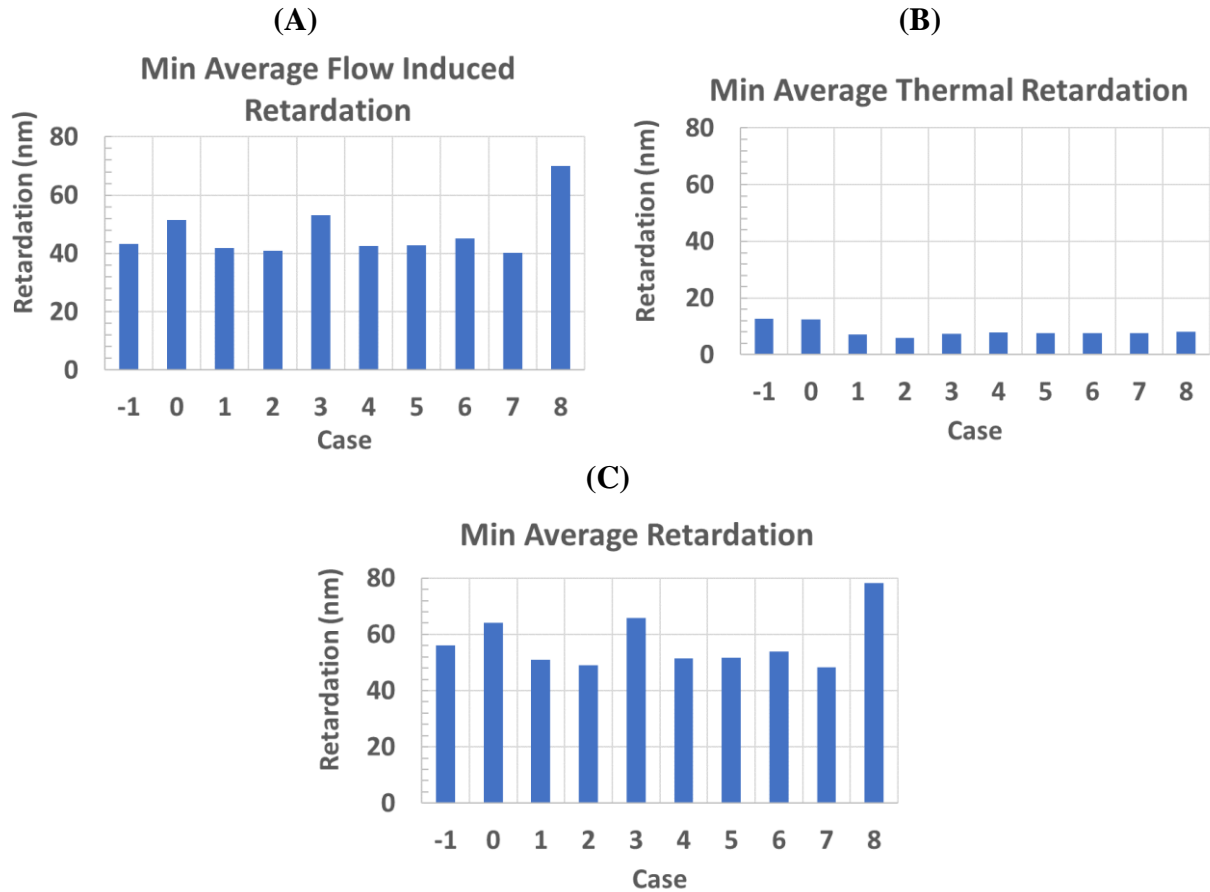 (A)
Min Average Flow Induced
Retardation
Retardation (nm)
80
60
40
20
0
-1 0 1 2 3 4 5 6 7 8
Case
(B)
Min Average Thermal Retardation
Retardation (nm)
80
60
40
20
0
-1 0 1 2 3 4 5 6 7 8
Case
(C)
Min Average Retardation
Retardation (nm)
80
60
40
20
0
-1 0 1 2 3 4 5 6 7 8
Case